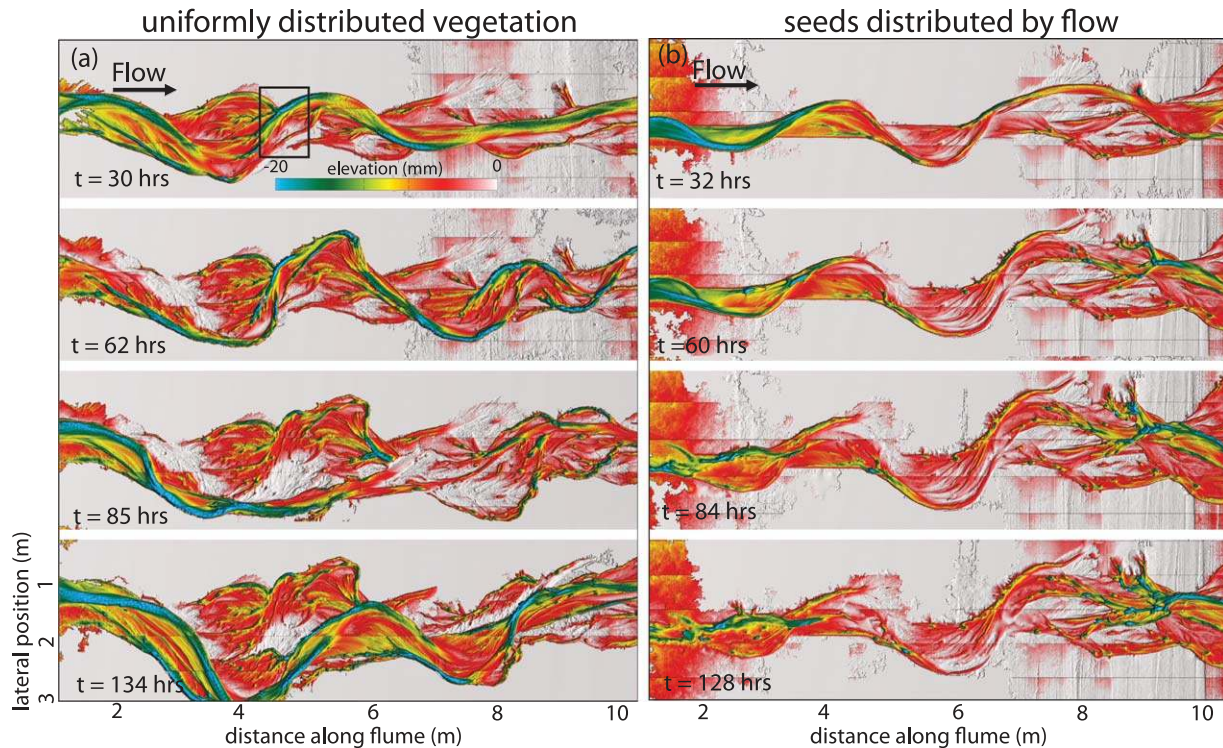 uniformly distributed vegetation
seeds distributed by flow
(a)
Flow
-20
elevation (mm)
0
t = 30 hrs
t = 62 hrs
t = 85 hrs
t = 134 hrs
lateral position (m)
1
2
3
2
4
6
8
10
distance along flume (m)
(b)
Flow
t = 32 hrs
t =60 hrs
t = 84 hrs
t = 128 hrs
2
4
6
8
10
distance along flume (m)